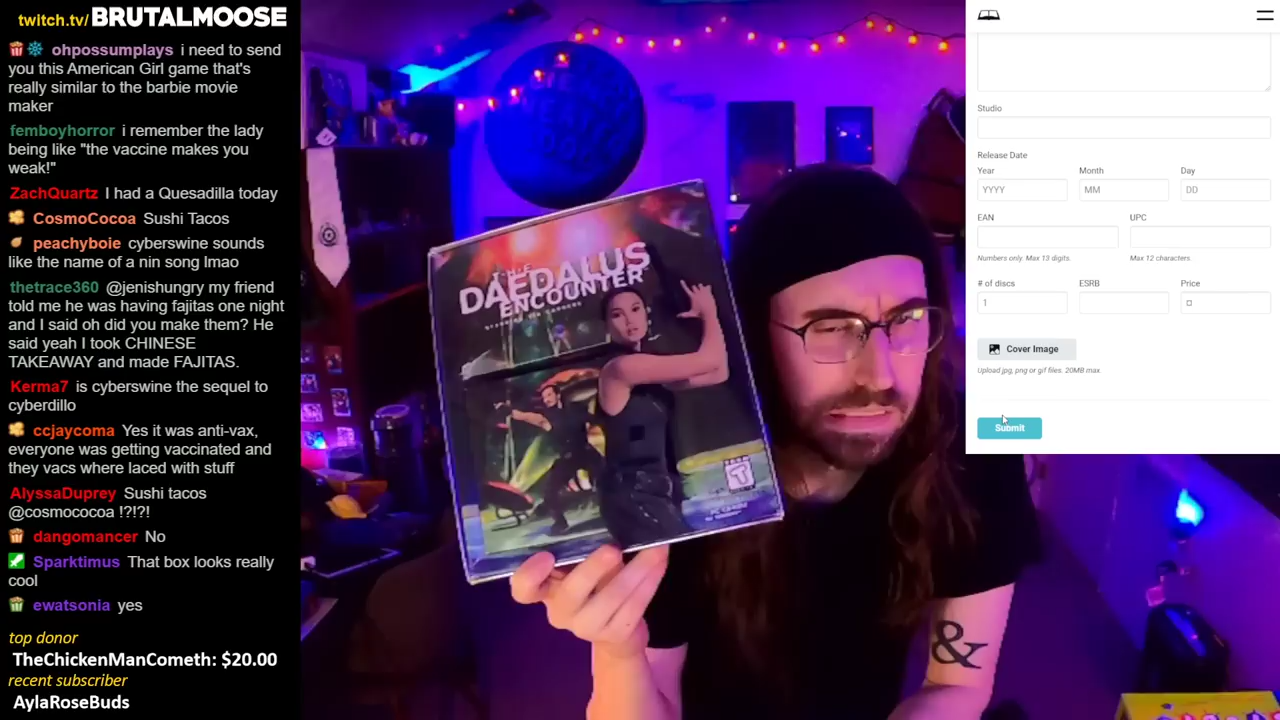 twitch.tv/BRUTALMOOSE
ohpossumplays i need to send
you this American Girl game that's
really similar to the barbie movie
maker
femboyhorror i remember the lady
being like "the vaccine makes you
weak!"
ZachQuartz I had a Quesadilla today
CosmoCocoa Sushi Tacos
peachyboie cyberswine sounds
like the name of a nin song lmao
thetrace360 @jenishungry my friend
told me he was having fajitas one night
and I said oh did you make them? He
said yeah I took CHINESE
TAKEAWAY and made FAJITAS.
Kerma7 is cyberswine the sequel to
cyberdillo
ccjaycoma Yes it was anti-vax,
everyone was getting vaccinated and
they vacs where laced with stuff
AlyssaDuprey Sushi tacos
@cosmococoa !?!?!
dangomancer No
Sparktimus That box looks really
cool
ewatsonia yes
top donor
TheChickenManCometh: $20.00
recent subscriber
AylaRoseBuds
THE
DAEDALUS
ENCOUNTER
T
&
Studio
Release Date
Year Month Day
YYYY MM DD
EAN UPC
Numbers only. Max 13 digits. Max 12 characters.
# of discs ESRB Price
1
Cover Image
Upload jpg, png or gif files. 20MB max.
Submit